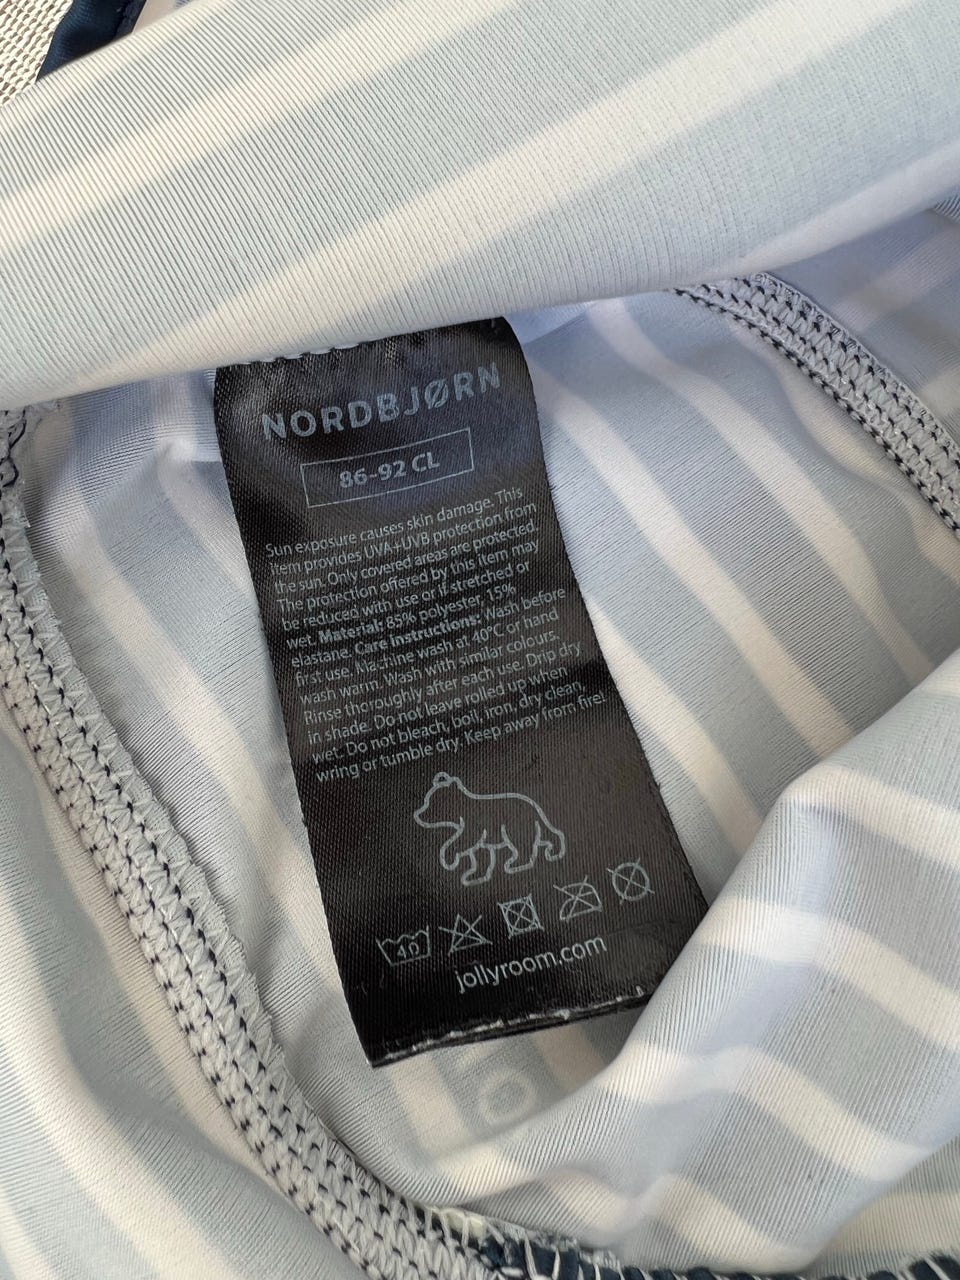 NORDBJØRN
86-92 CL
Sun exposure causes skin damage. This
item provides UVA+UVB protection from
the sun. Only covered areas are protected.
The protection offered by this item may
be reduced with use or if stretched or
wet. Material: 85% polyester, 15%
elastane. Care instructions: Wash before
first use. Machine wash at 40°C or hand
wash warm. Wash with similar colours.
Rinse thoroughly after each use. Drip dry
in shade. Do not leave rolled up when
wet. Do not bleach, boil, iron, dry clean,
wring or tumble dry. Keep away from fire!
40
jollyroom.com